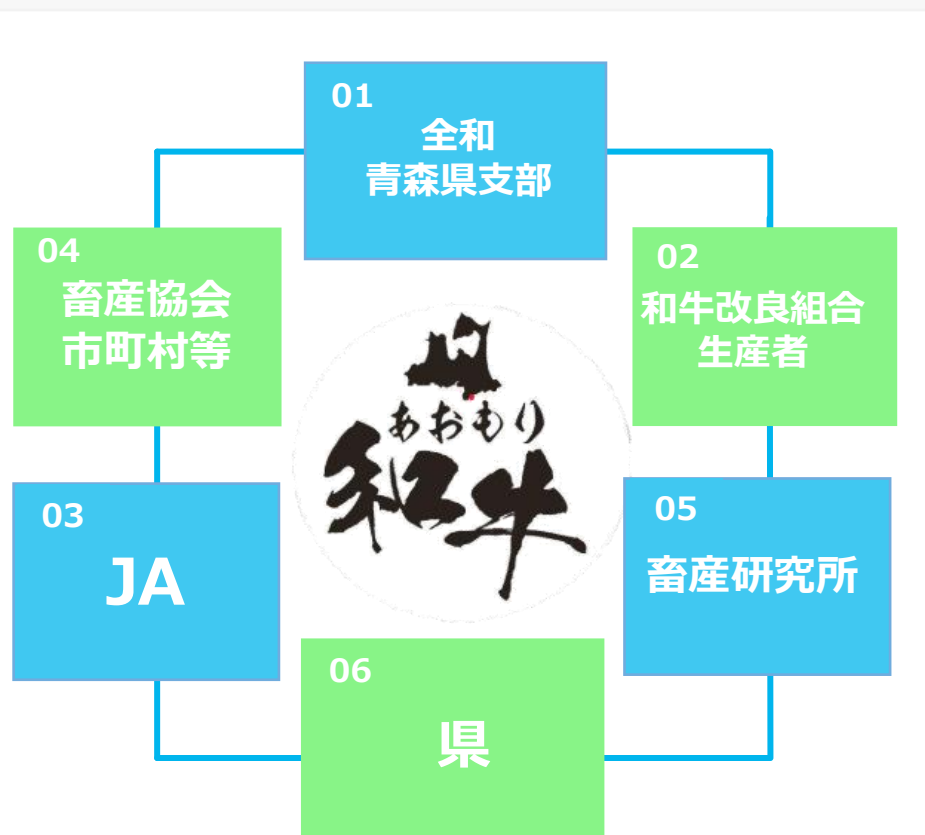 01
全和
青森県支部
04
畜産協会
市町村等
02
和牛改良組合
生産者
あおもり
和牛
03
JA
05
畜産研究所
06
県